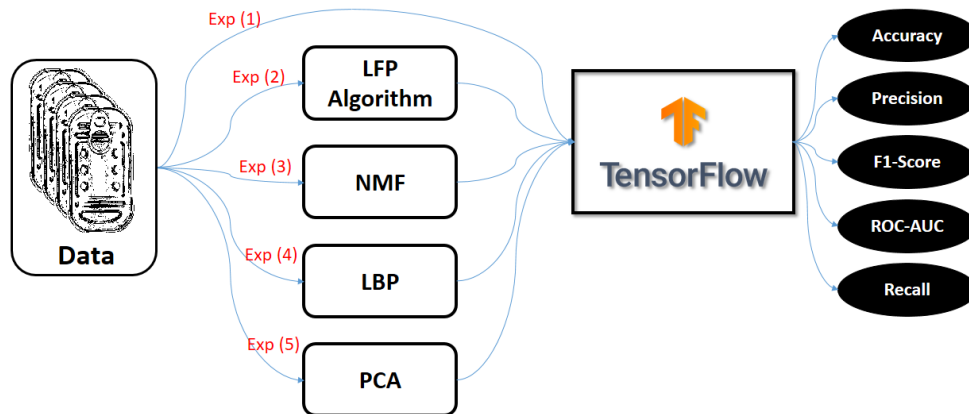 Exp (1)
Exp (2)
Exp (3)
Exp (4)
Exp (5)
Data
LFP
Algorithm
NMF
LBP
PCA
TensorFlow
Accuracy
Precision
F1-Score
ROC-AUC
Recall